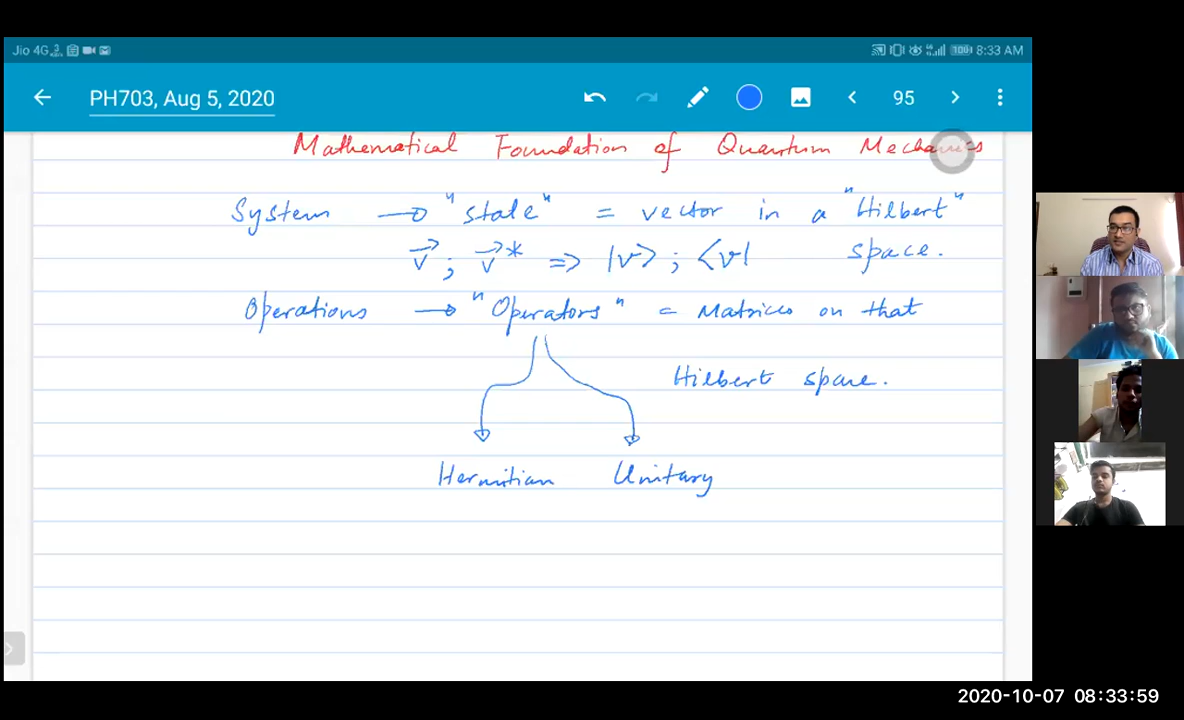 Jio 4G 8:33 AM
PH703, Aug 5, 2020 95
Mathematical Foundation of Quantum Mechanics
System → "state" = vector in a "Hilbert"
v⃗ ; v⃗* => |v> ; <v| space.
Operations → "Operators" = Matrices on that
Hilbert space.
Hermitian Unitary
2020-10-07 08:33:59